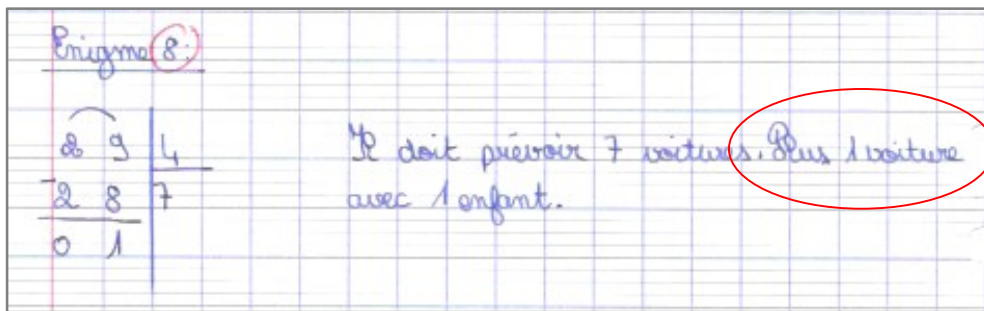 Enigme 8:
2 9 4
- 2 8 7
0 1
Il doit prévoir 7 voitures. Plus 1 voiture
avec 1 enfant.